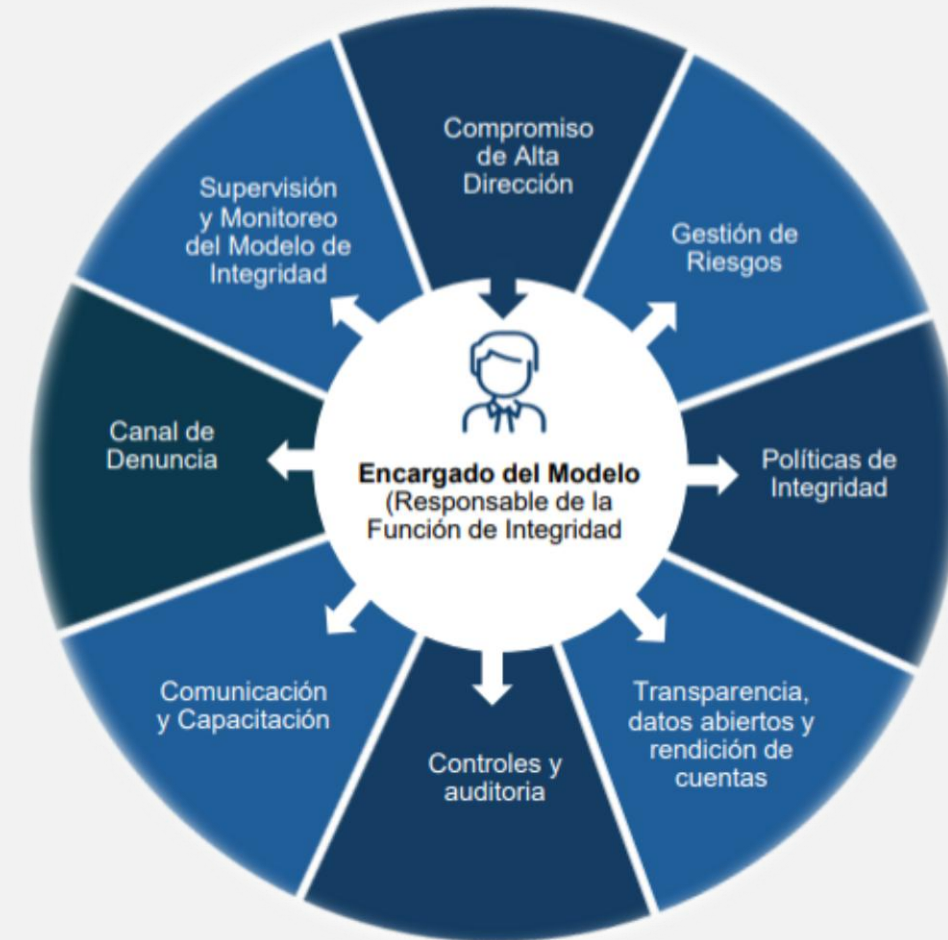 Compromiso
de Alta
Dirección
Gestión de
Riesgos
Políticas de
Integridad
Transparencia,
datos abiertos y
rendición de
cuentas
Controles y
auditoria
Comunicación
y Capacitación
Canal de
Denuncia
Supervisión
y Monitoreo
del Modelo de
Integridad
Encargado del Modelo
(Responsable de la
Función de Integridad